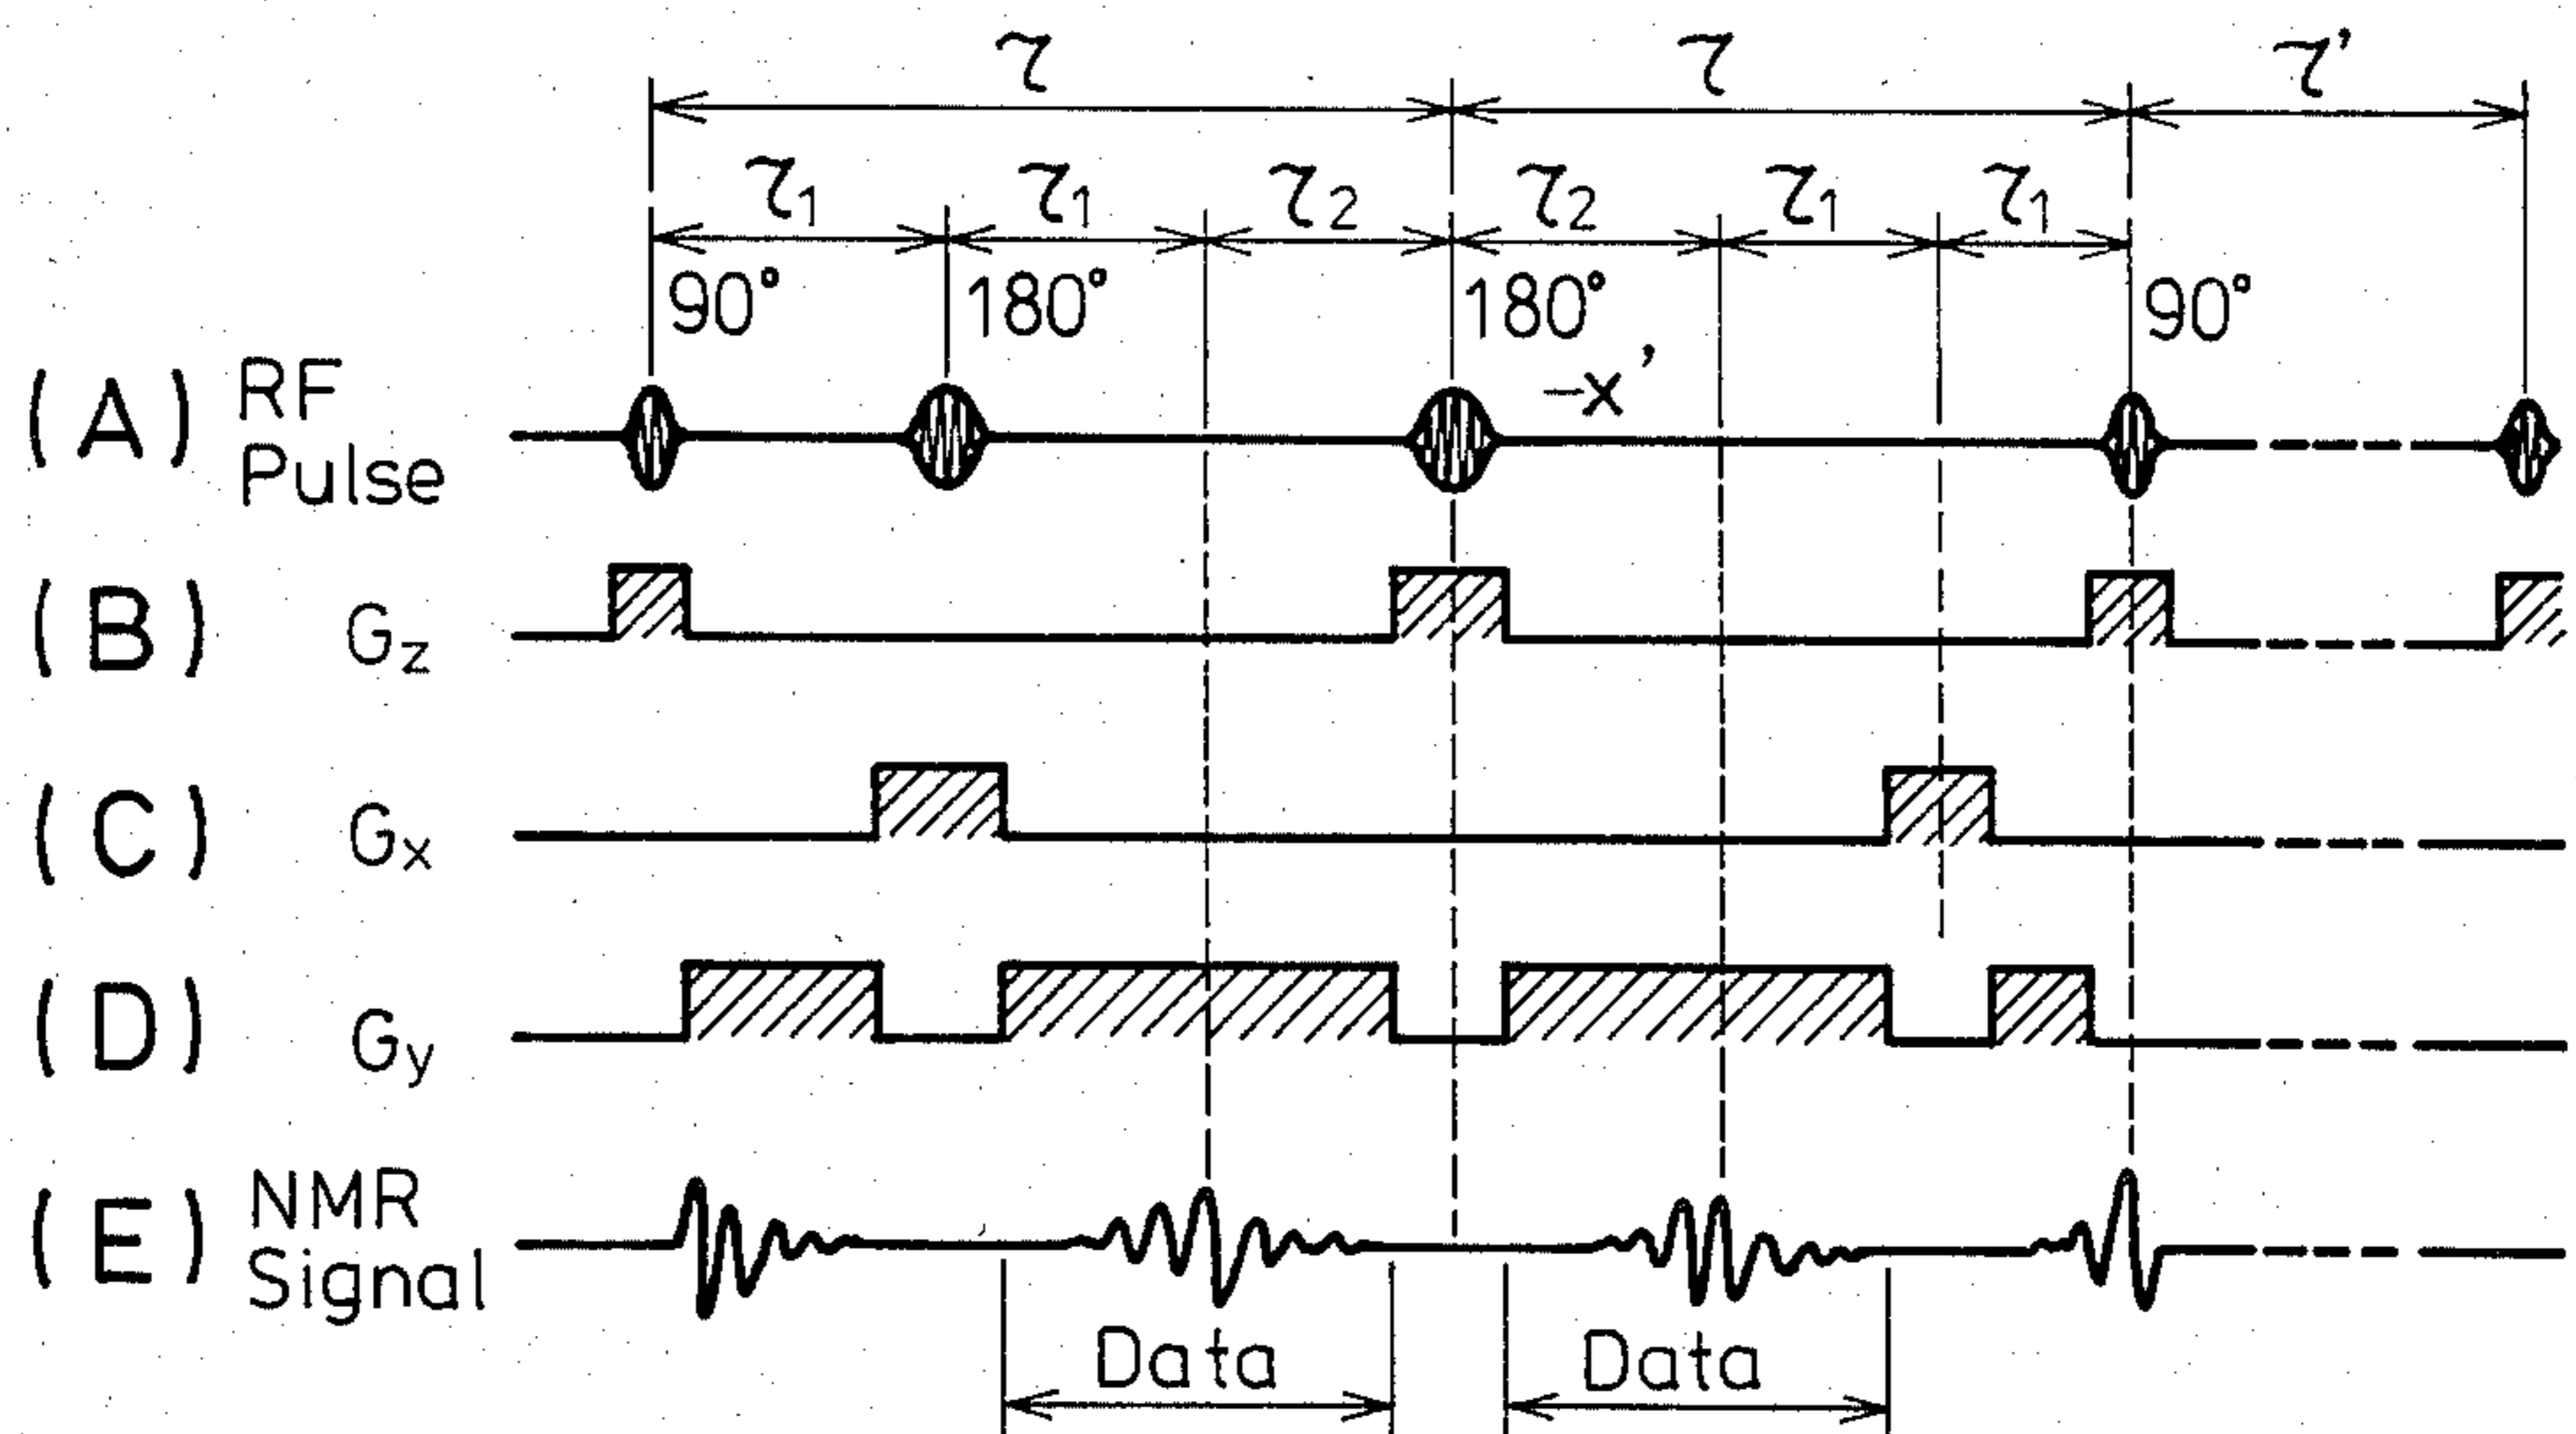 τ τ τ'
τ1 τ1 τ2 τ2 τ1 τ1
90° 180° 180° 90°
-x'
(A) RF Pulse
(B) Gz
(C) Gx
(D) Gy
(E) NMR Signal
Data Data